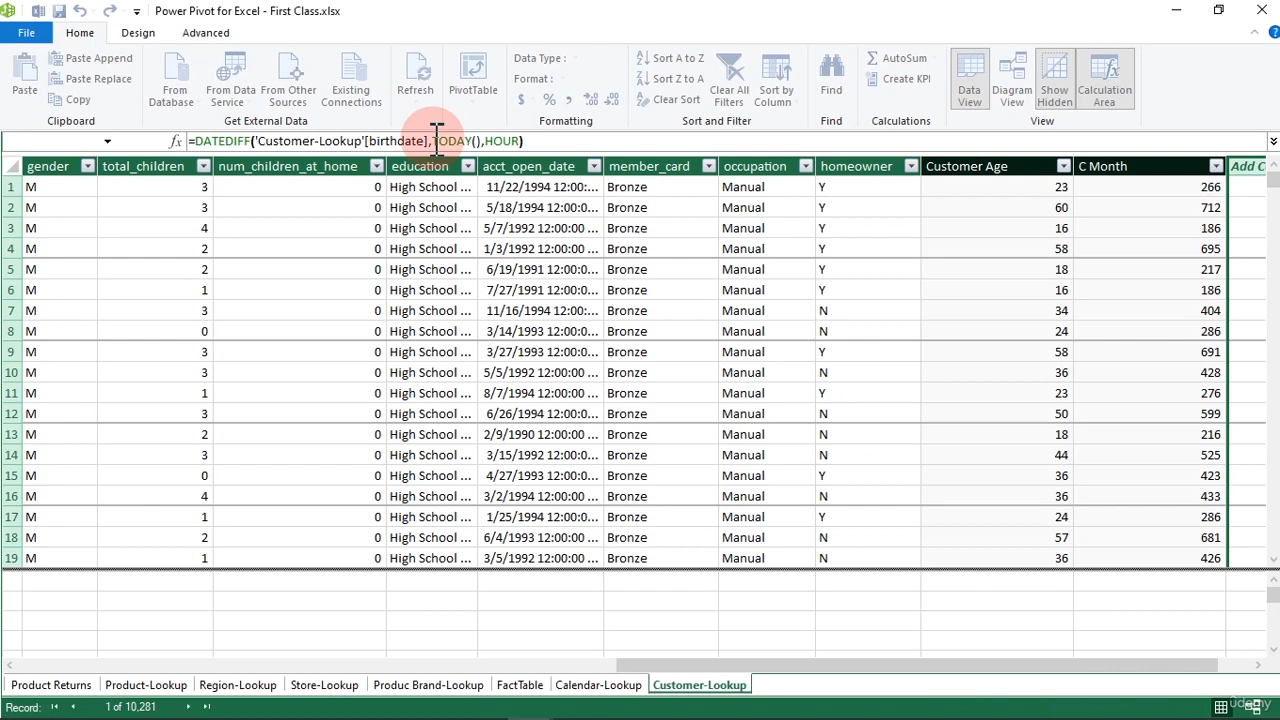 Power Pivot for Excel - First Class.xlsx
File Home Design Advanced
Paste
Paste Append
Paste Replace
Copy
Clipboard
From Database
From Data Service
From Other Sources
Existing Connections
Get External Data
Refresh
PivotTable
Data Type :
Format :
$ % ,
Formatting
Sort A to Z
Sort Z to A
Clear Sort
Clear All Filters
Sort by Column
Sort and Filter
Find
Find
AutoSum
Create KPI
Calculations
Data View
Diagram View
Show Hidden
Calculation Area
View
fx =DATEDIFF('Customer-Lookup'[birthdate],TODAY(),HOUR)
gender total_children num_children_at_home education acct_open_date member_card occupation homeowner Customer Age C Month Add C
1 M 3 0 High School ... 11/22/1994 12:00:... Bronze Manual Y 23 266
2 M 3 0 High School ... 5/18/1994 12:00:00 ... Bronze Manual Y 60 712
3 M 4 0 High School ... 5/7/1992 12:00:00 ... Bronze Manual Y 16 186
4 M 2 0 High School ... 1/3/1992 12:00:00 ... Bronze Manual Y 58 695
5 M 2 0 High School ... 6/19/1991 12:00:00 ... Bronze Manual Y 18 217
6 M 1 0 High School ... 7/27/1991 12:00:00 ... Bronze Manual Y 16 186
7 M 3 0 High School ... 11/16/1994 12:00:... Bronze Manual N 34 404
8 M 0 0 High School ... 3/14/1993 12:00:00 ... Bronze Manual N 24 286
9 M 3 0 High School ... 3/27/1993 12:00:00 ... Bronze Manual Y 58 691
10 M 3 0 High School ... 5/5/1992 12:00:00 ... Bronze Manual N 36 428
11 M 1 0 High School ... 8/7/1994 12:00:00 ... Bronze Manual Y 23 276
12 M 3 0 High School ... 6/26/1994 12:00:00 ... Bronze Manual N 50 599
13 M 2 0 High School ... 2/9/1990 12:00:00 ... Bronze Manual N 18 216
14 M 3 0 High School ... 3/15/1992 12:00:00 ... Bronze Manual N 44 525
15 M 0 0 High School ... 4/27/1993 12:00:00 ... Bronze Manual Y 36 423
16 M 4 0 High School ... 3/2/1994 12:00:00 ... Bronze Manual N 36 433
17 M 1 0 High School ... 1/25/1994 12:00:0... Bronze Manual Y 24 286
18 M 2 0 High School ... 6/4/1993 12:00:00 ... Bronze Manual N 57 681
19 M 1 0 High School ... 3/5/1992 12:00:00 ... Bronze Manual N 36 426
Product Returns Product-Lookup Region-Lookup Store-Lookup Produc Brand-Lookup FactTable Calendar-Lookup Customer-Lookup
Record: 1 of 10,281
ûdemy